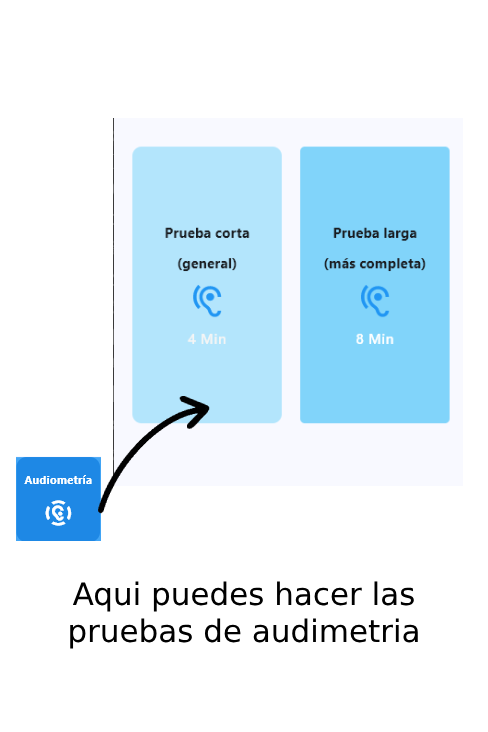 Prueba corta
(general)
4 Min
Prueba larga
(más completa)
8 Min
Audiometría
Aqui puedes hacer las
pruebas de audimetria